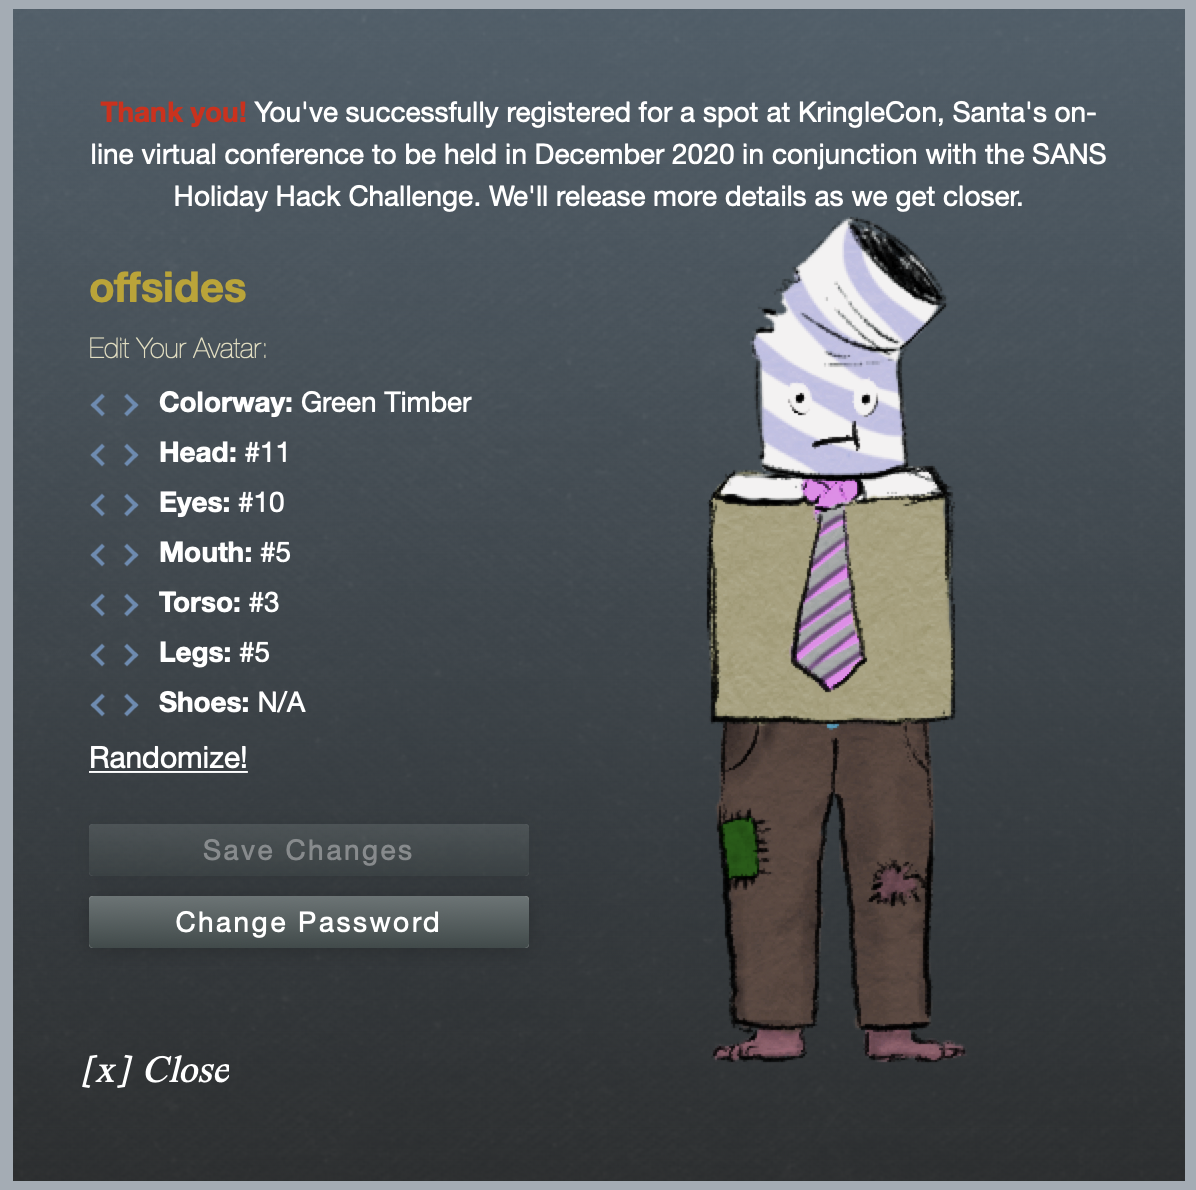 Thank you! You've successfully registered for a spot at KringleCon, Santa's on-
line virtual conference to be held in December 2020 in conjunction with the SANS
Holiday Hack Challenge. We'll release more details as we get closer.
offsides
Edit Your Avatar:
< > Colorway: Green Timber
< > Head: #11
< > Eyes: #10
< > Mouth: #5
< > Torso: #3
< > Legs: #5
< > Shoes: N/A
Randomize!
Save Changes
Change Password
[x] Close